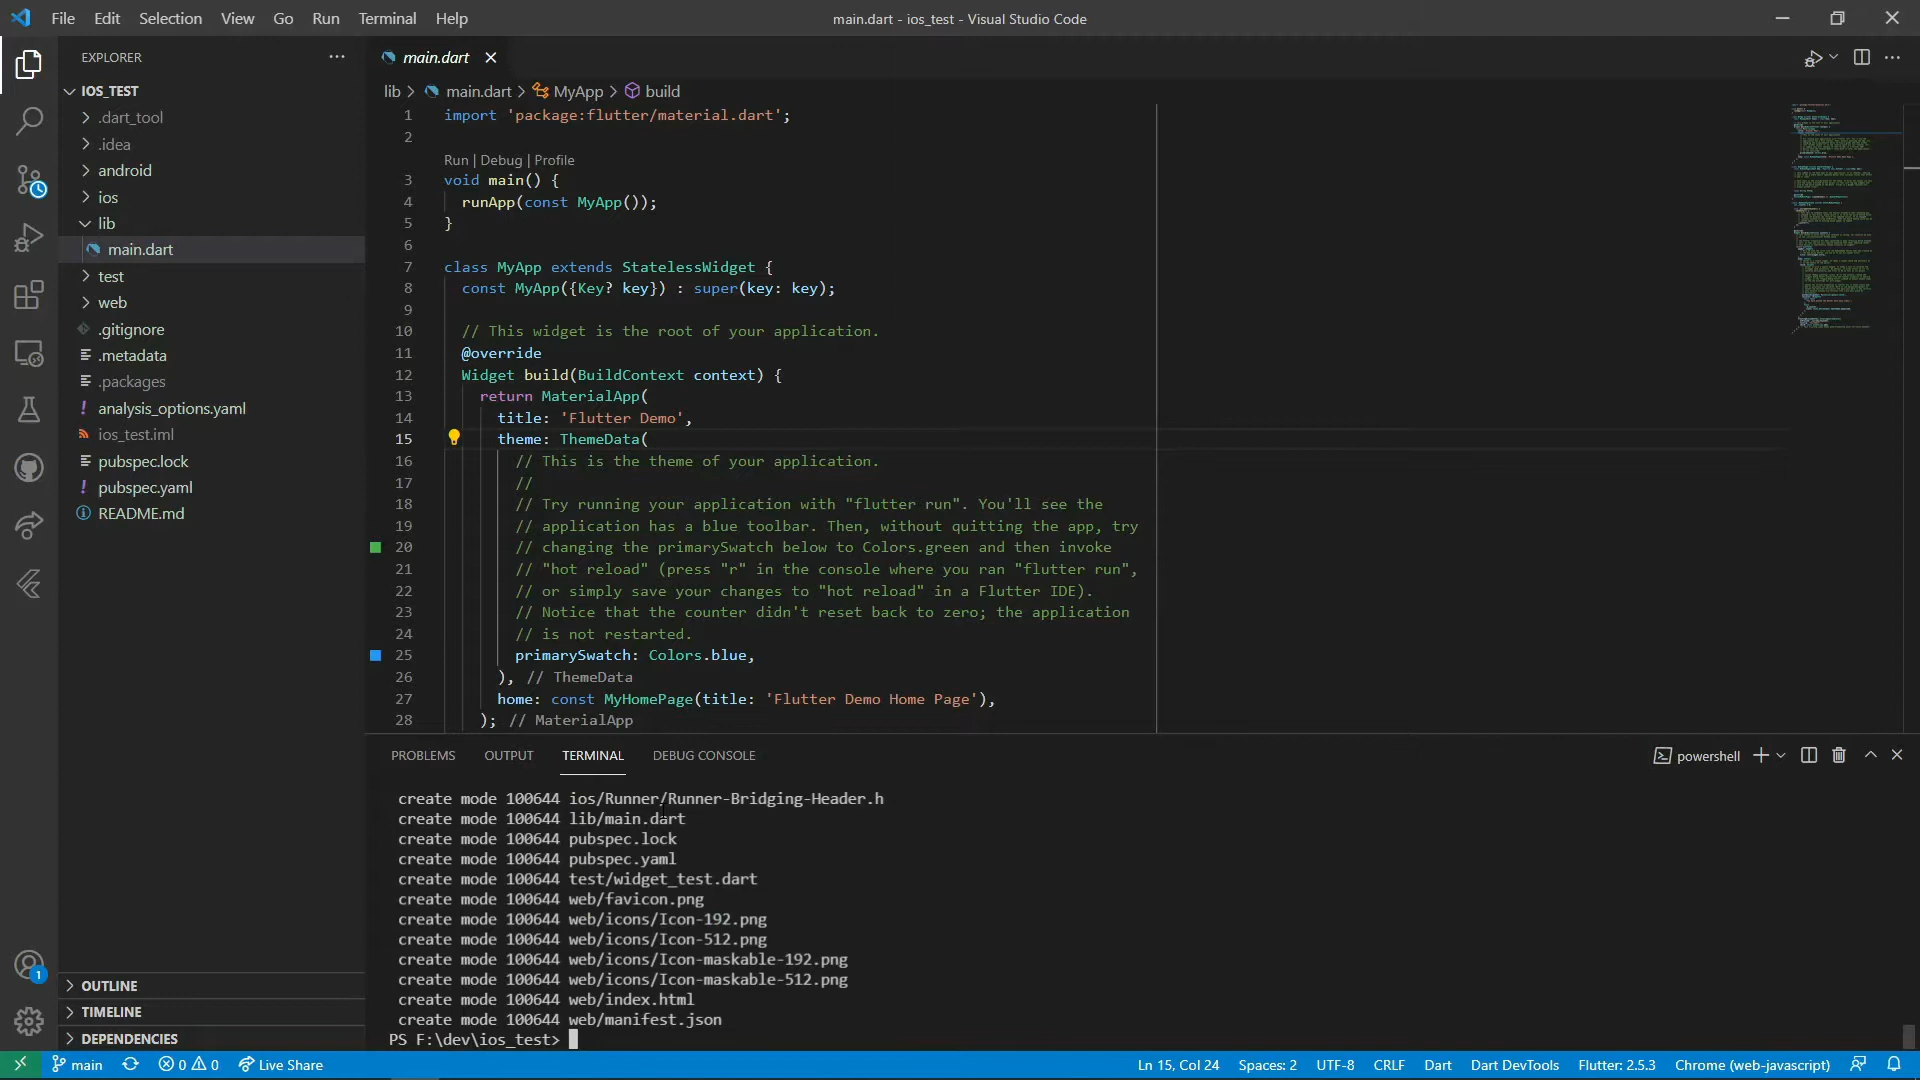 File Edit Selection View Go Run Terminal Help
main.dart - ios_test - Visual Studio Code
EXPLORER
IOS_TEST
.dart_tool
.idea
android
ios
lib
main.dart
test
web
.gitignore
.metadata
.packages
analysis_options.yaml
ios_test.iml
pubspec.lock
pubspec.yaml
README.md
OUTLINE
TIMELINE
DEPENDENCIES
1
main.dart
lib > main.dart > MyApp > build
1 import 'package:flutter/material.dart';
2
Run | Debug | Profile
3 void main() {
4 runApp(const MyApp());
5 }
6
7 class MyApp extends StatelessWidget {
8 const MyApp({Key? key}) : super(key: key);
9
10 // This widget is the root of your application.
11 @override
12 Widget build(BuildContext context) {
13 return MaterialApp(
14 title: 'Flutter Demo',
15 theme: ThemeData(
16 // This is the theme of your application.
17 //
18 // Try running your application with "flutter run". You'll see the
19 // application has a blue toolbar. Then, without quitting the app, try
20 // changing the primarySwatch below to Colors.green and then invoke
21 // "hot reload" (press "r" in the console where you ran "flutter run",
22 // or simply save your changes to "hot reload" in a Flutter IDE).
23 // Notice that the counter didn't reset back to zero; the application
24 // is not restarted.
25 primarySwatch: Colors.blue,
26 ), // ThemeData
27 home: const MyHomePage(title: 'Flutter Demo Home Page'),
28 ); // MaterialApp
PROBLEMS OUTPUT TERMINAL DEBUG CONSOLE
powershell
create mode 100644 ios/Runner/Runner-Bridging-Header.h
create mode 100644 lib/main.dart
create mode 100644 pubspec.lock
create mode 100644 pubspec.yaml
create mode 100644 test/widget_test.dart
create mode 100644 web/favicon.png
create mode 100644 web/icons/Icon-192.png
create mode 100644 web/icons/Icon-512.png
create mode 100644 web/icons/Icon-maskable-192.png
create mode 100644 web/icons/Icon-maskable-512.png
create mode 100644 web/index.html
create mode 100644 web/manifest.json
PS F:\dev\ios_test>
main 0 0 Live Share
Ln 15, Col 24 Spaces: 2 UTF-8 CRLF Dart Dart DevTools Flutter: 2.5.3 Chrome (web-javascript)